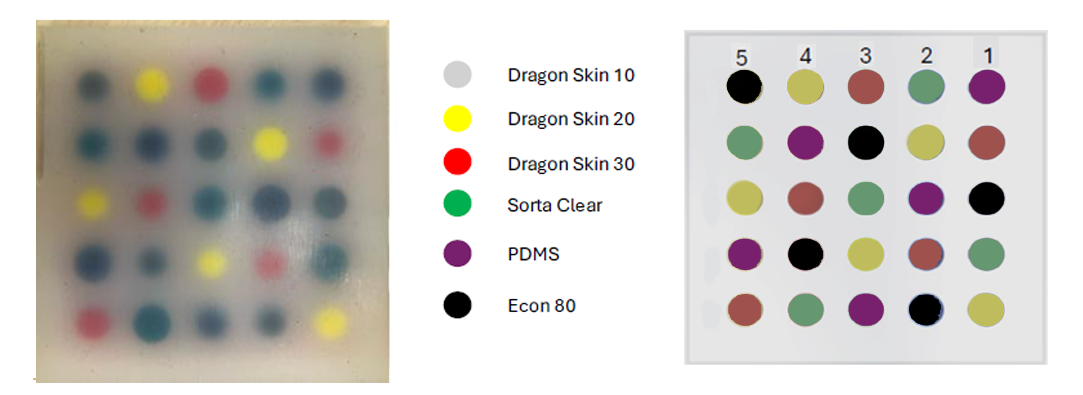 Dragon Skin 10
Dragon Skin 20
Dragon Skin 30
Sorta Clear
PDMS
Econ 80
5 4 3 2 1